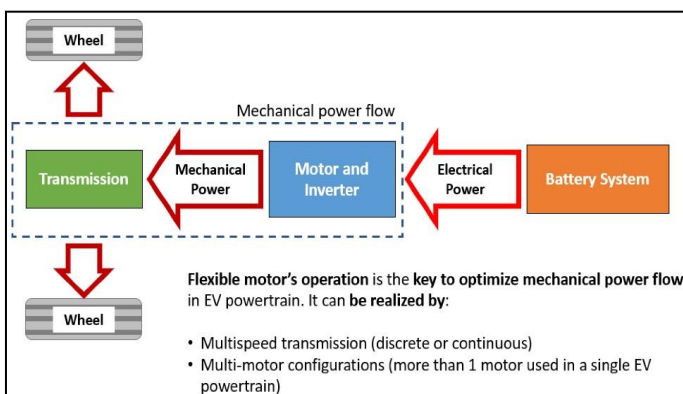 Wheel
Mechanical power flow
Transmission
Mechanical
Power
Motor and
Inverter
Electrical
Power
Battery System
Wheel
Flexible motor's operation is the key to optimize mechanical power flow
in EV powertrain. It can be realized by:
• Multispeed transmission (discrete or continuous)
• Multi-motor configurations (more than 1 motor used in a single EV
powertrain)